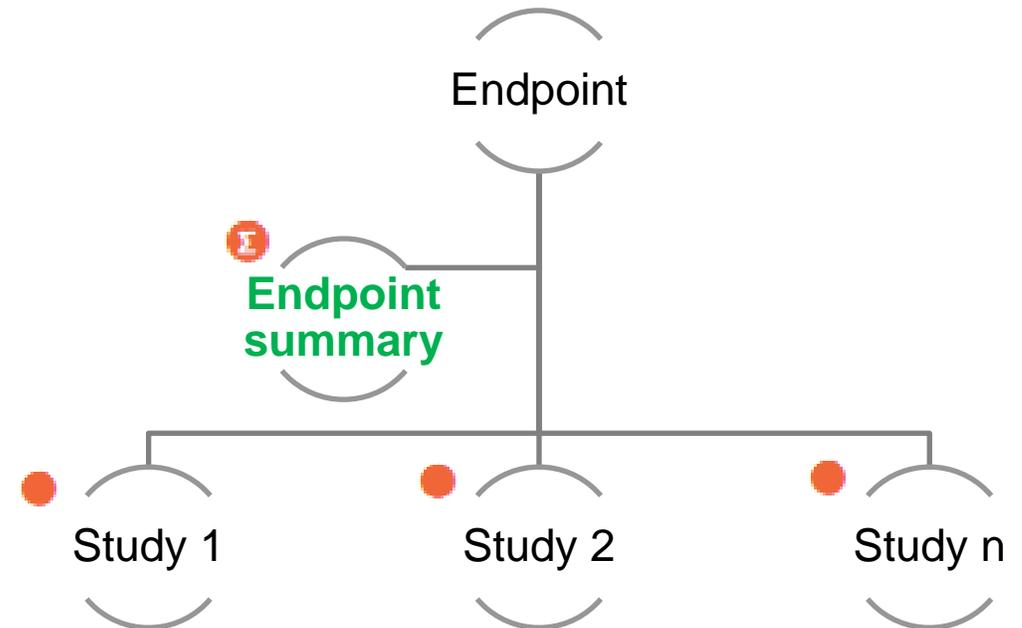 Endpoint
Σ
Endpoint
summary
Study 1
Study 2
Study n